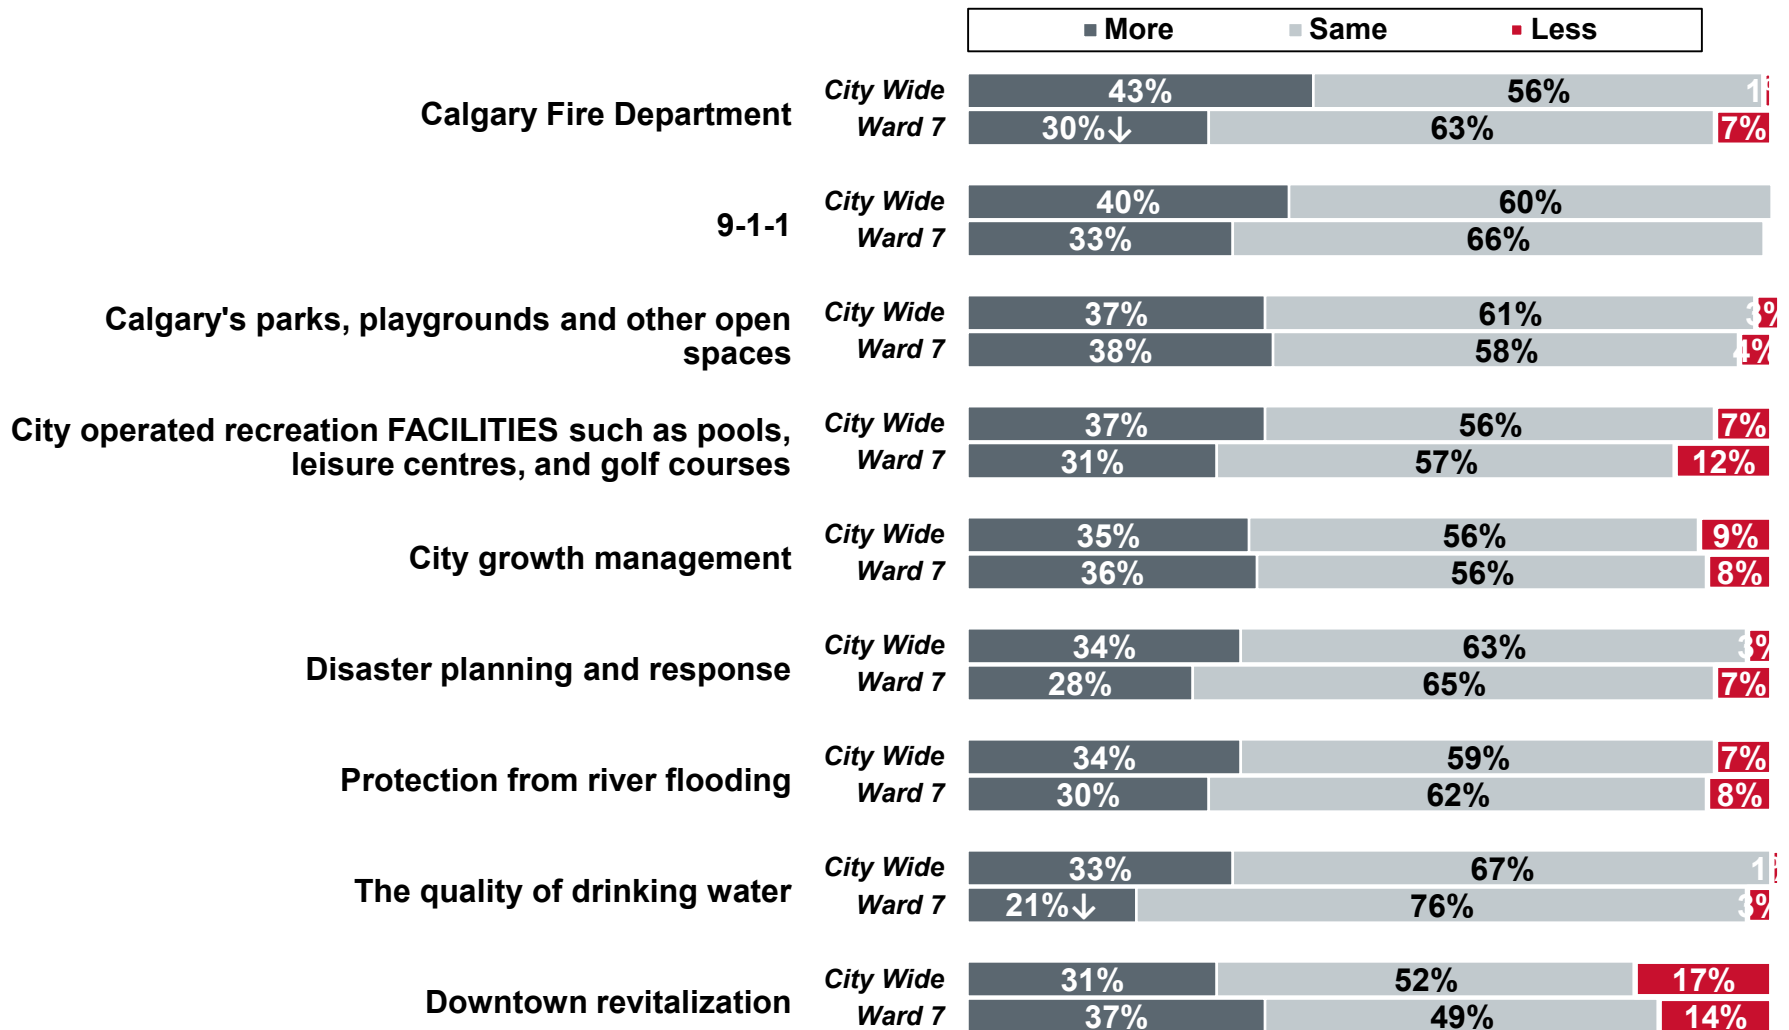 More Same Less
Calgary Fire Department
City Wide 43% 56% 1%
Ward 7 30%↓ 63% 7%
9-1-1
City Wide 40% 60%
Ward 7 33% 66%
Calgary's parks, playgrounds and other open
spaces
City Wide 37% 61% 3%
Ward 7 38% 58% 4%
City operated recreation FACILITIES such as pools,
leisure centres, and golf courses
City Wide 37% 56% 7%
Ward 7 31% 57% 12%
City growth management
City Wide 35% 56% 9%
Ward 7 36% 56% 8%
Disaster planning and response
City Wide 34% 63% 3%
Ward 7 28% 65% 7%
Protection from river flooding
City Wide 34% 59% 7%
Ward 7 30% 62% 8%
The quality of drinking water
City Wide 33% 67% 1%
Ward 7 21%↓ 76% 3%
Downtown revitalization
City Wide 31% 52% 17%
Ward 7 37% 49% 14%